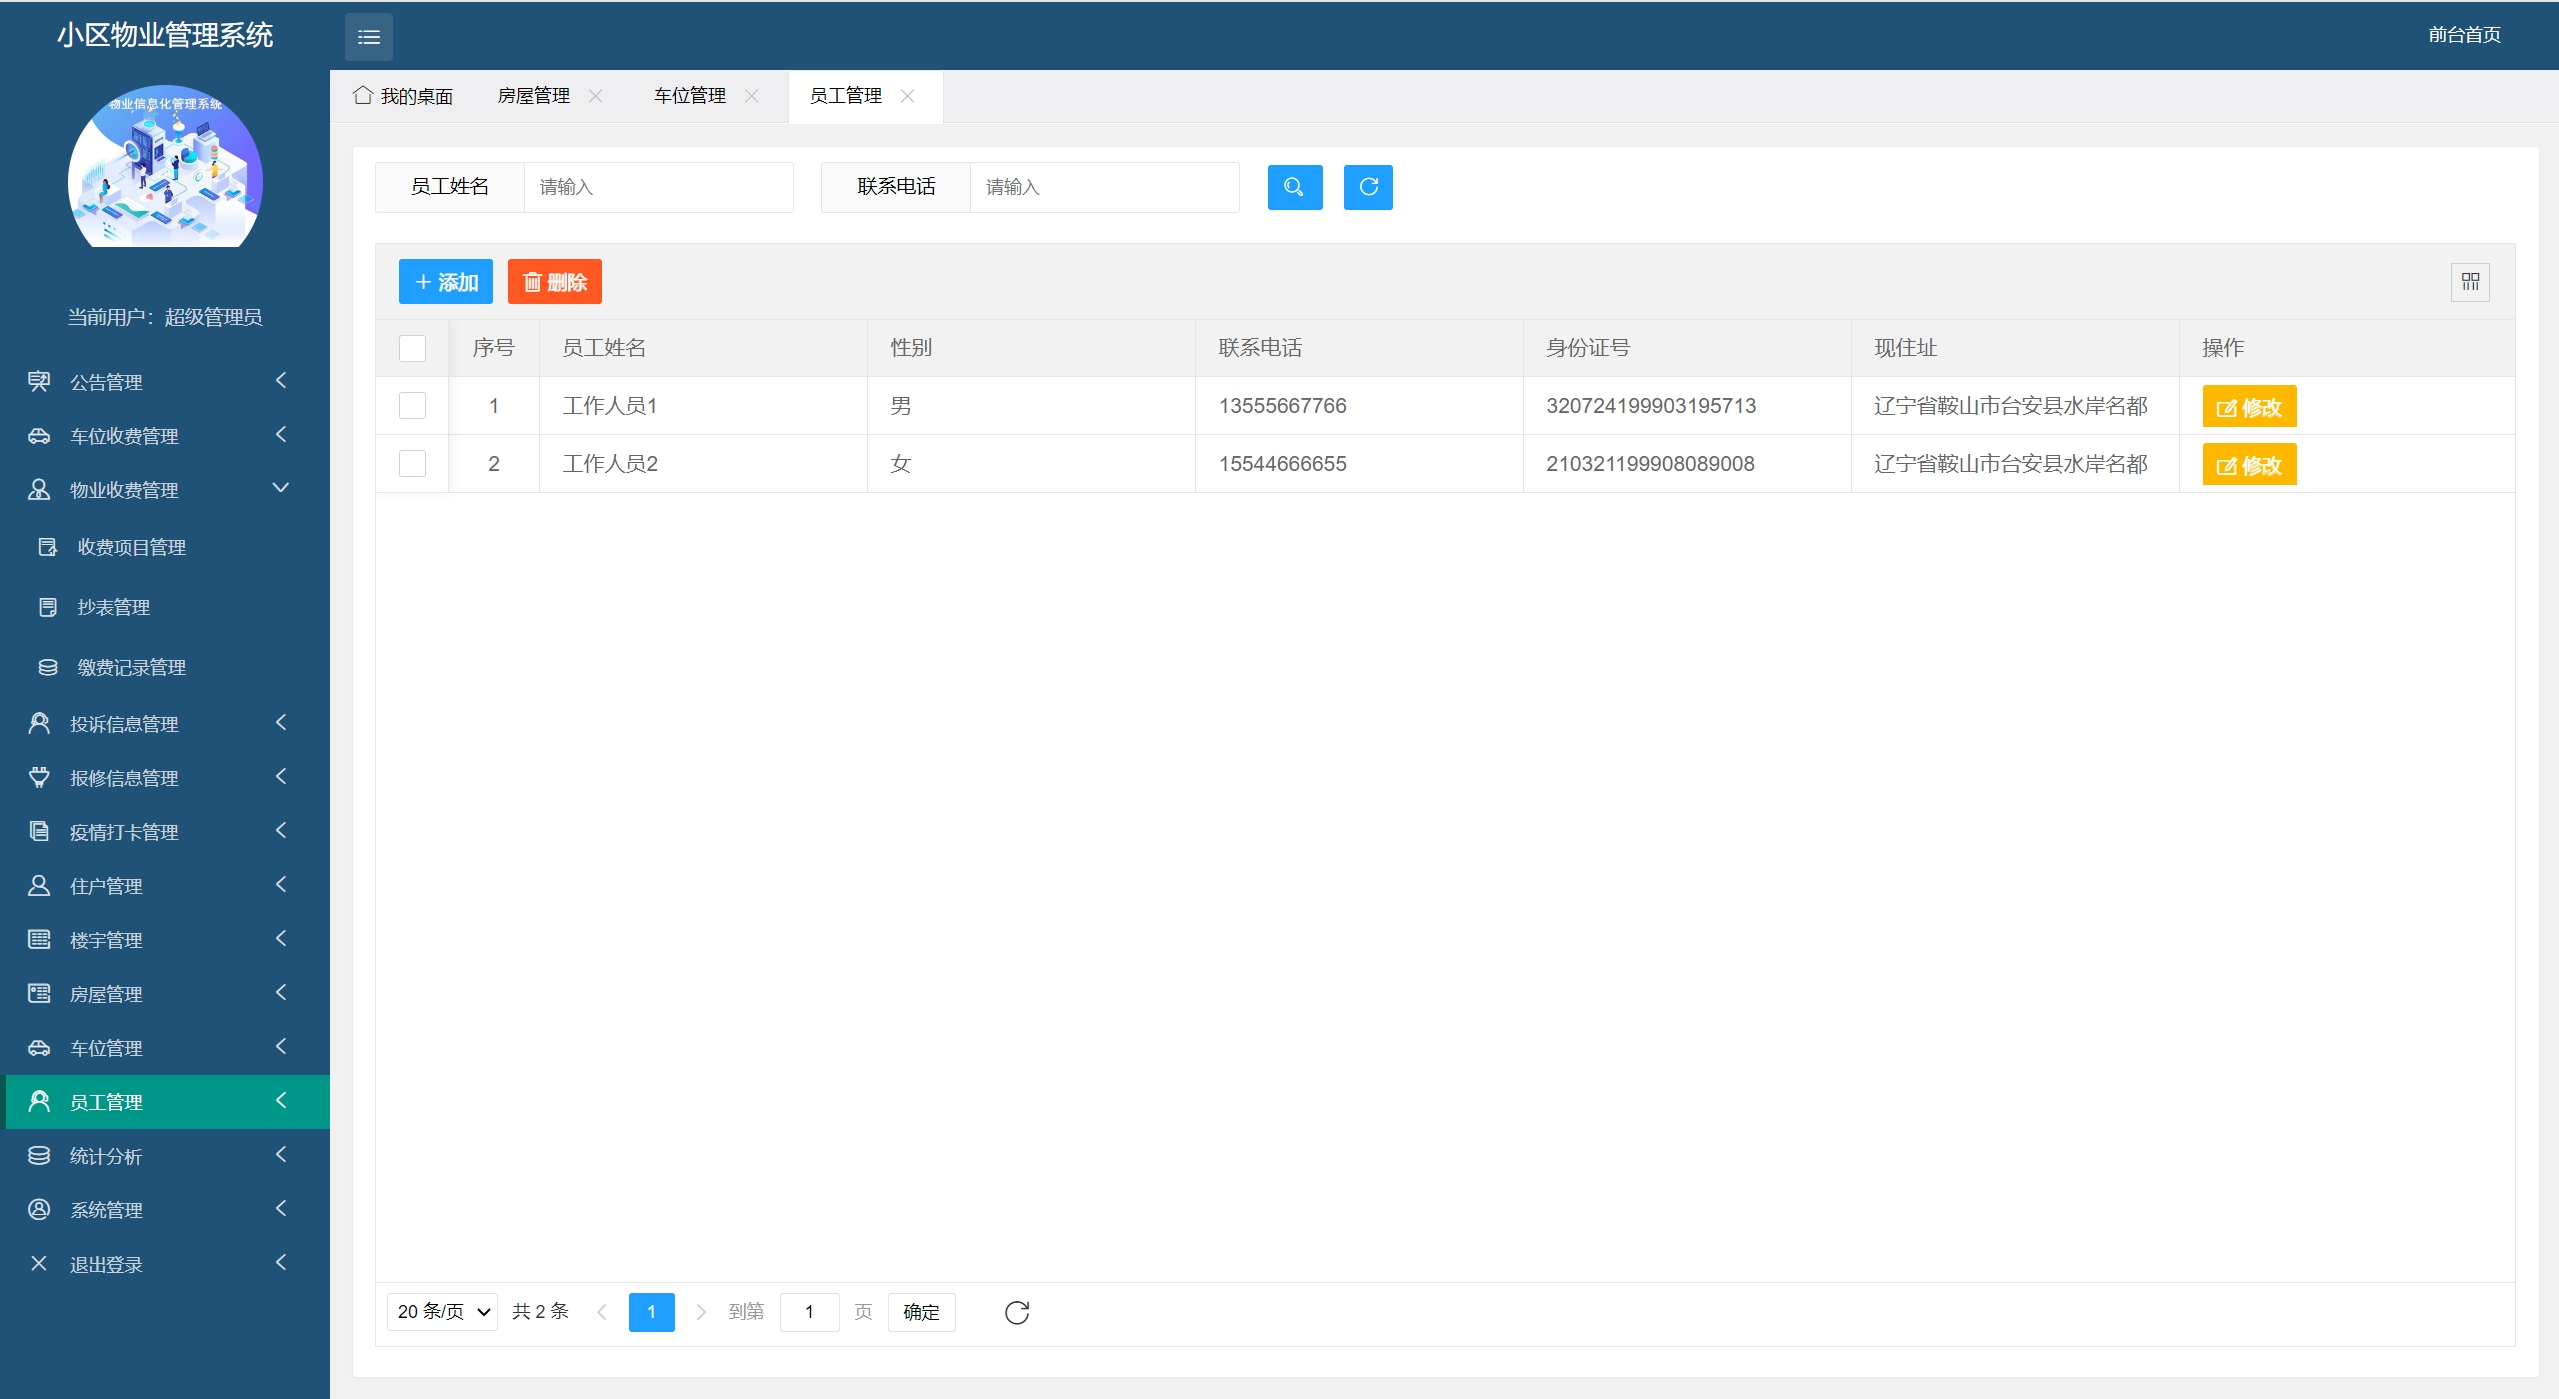 小区物业管理系统
前台首页
物业信息化管理系统
当前用户：超级管理员
公告管理
车位收费管理
物业收费管理
收费项目管理
抄表管理
缴费记录管理
投诉信息管理
报修信息管理
疫情打卡管理
住户管理
楼宇管理
房屋管理
车位管理
员工管理
统计分析
系统管理
退出登录
我的桌面 房屋管理 车位管理 员工管理
员工姓名 请输入 联系电话 请输入
添加 删除
序号 员工姓名 性别 联系电话 身份证号 现住址 操作
1 工作人员1 男 13555667766 320724199903195713 辽宁省鞍山市台安县水岸名都 修改
2 工作人员2 女 15544666655 210321199908089008 辽宁省鞍山市台安县水岸名都 修改
20 条/页 共 2 条 1 到第 1 页 确定